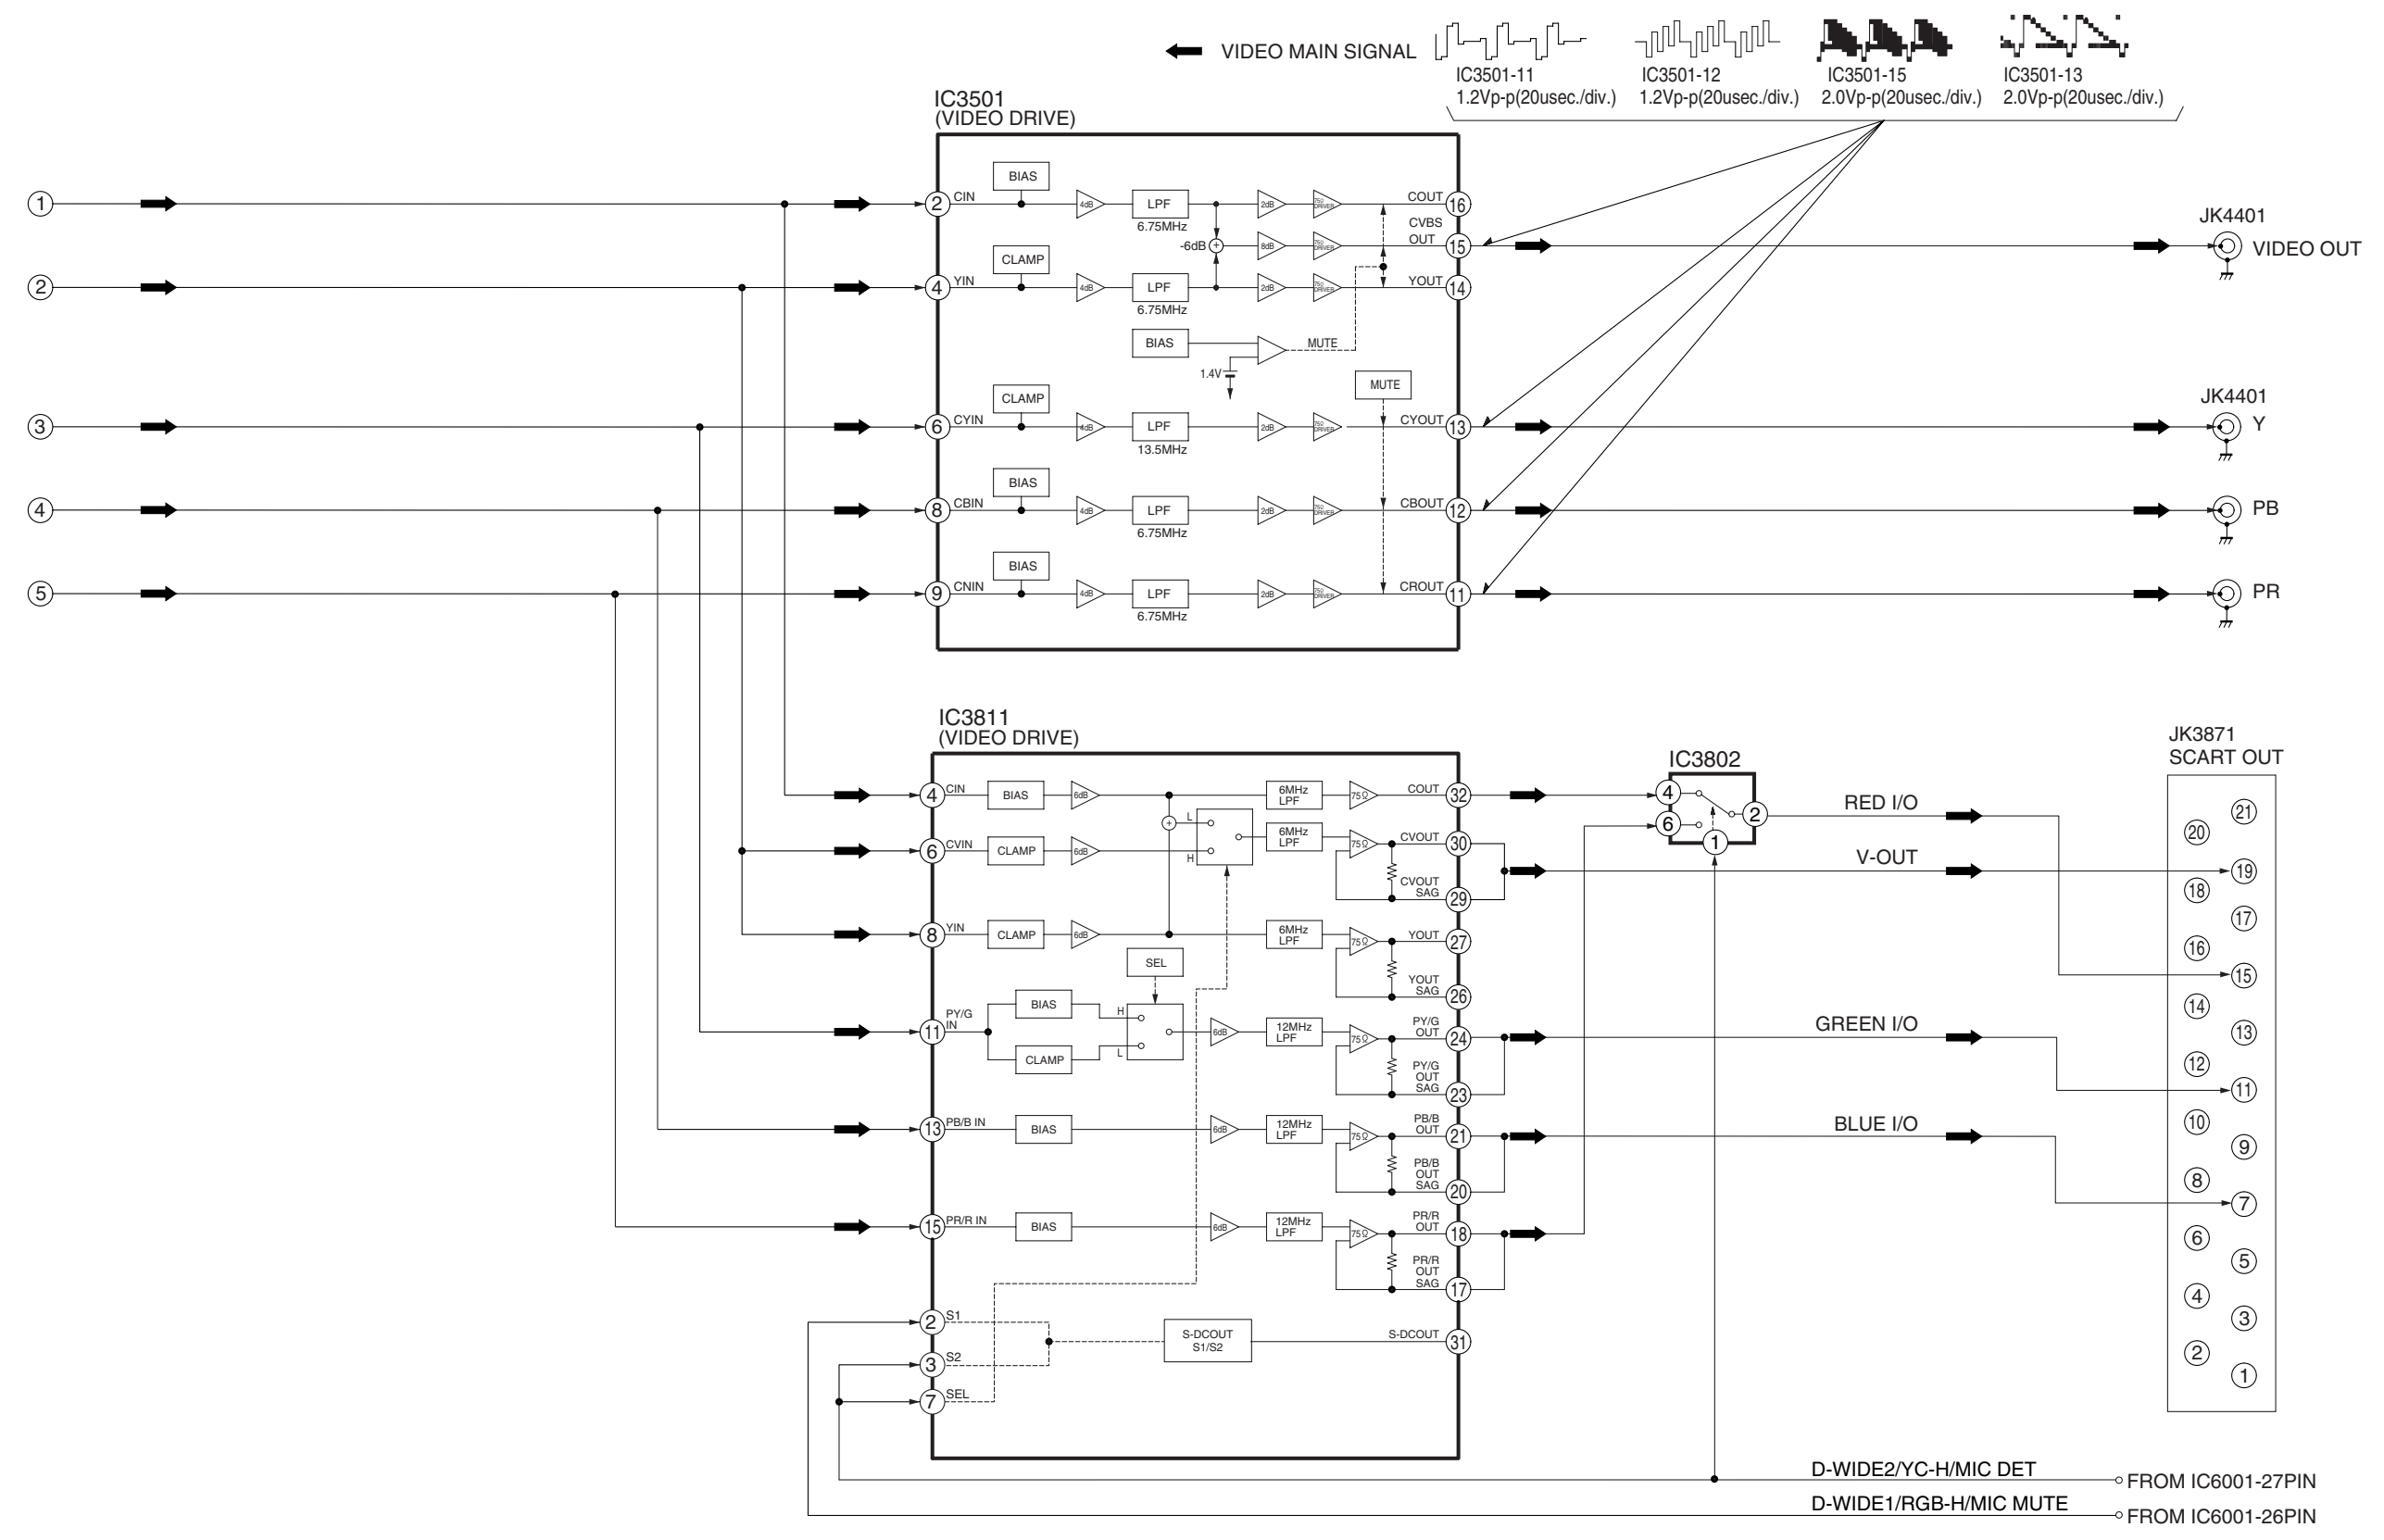 VIDEO MAIN SIGNAL
IC3501-11
1.2Vp-p(20usec./div.)
IC3501-12
1.2Vp-p(20usec./div.)
IC3501-15
2.0Vp-p(20usec./div.)
IC3501-13
2.0Vp-p(20usec./div.)
IC3501
(VIDEO DRIVE)
1
2 CIN
BIAS
4dB
LPF
6.75MHz
2dB
75Ω DRIVER
COUT 16
-6dB
+
8dB
75Ω DRIVER
CVBS
OUT 15
JK4401
VIDEO OUT
2
4 YIN
CLAMP
4dB
LPF
6.75MHz
2dB
75Ω DRIVER
YOUT 14
BIAS
MUTE
1.4V
MUTE
3
6 CYIN
CLAMP
4dB
LPF
13.5MHz
2dB
75Ω DRIVER
CYOUT 13
JK4401
Y
4
8 CBIN
BIAS
4dB
LPF
6.75MHz
2dB
75Ω DRIVER
CBOUT 12
PB
5
9 CNIN
BIAS
4dB
LPF
6.75MHz
2dB
75Ω DRIVER
CROUT 11
PR
IC3811
(VIDEO DRIVE)
4 CIN
BIAS
6dB
6MHz
LPF
75Ω
COUT 32
+
L
H
6 CVIN
CLAMP
6dB
6MHz
LPF
75Ω
CVOUT 30
CVOUT
SAG 29
8 YIN
CLAMP
6dB
6MHz
LPF
75Ω
YOUT 27
YOUT
SAG 26
SEL
11 PY/G
IN
BIAS
CLAMP
H
L
6dB
12MHz
LPF
75Ω
PY/G
OUT 24
PY/G
OUT
SAG 23
13 PB/B IN
BIAS
6dB
12MHz
LPF
75Ω
PB/B
OUT 21
PB/B
OUT
SAG 20
15 PR/R IN
BIAS
6dB
12MHz
LPF
75Ω
PR/R
OUT 18
PR/R
OUT
SAG 17
2 S1
3 S2
7 SEL
S-DCOUT
S1/S2
S-DCOUT 31
IC3802
4
6
2
1
RED I/O
V-OUT
GREEN I/O
BLUE I/O
JK3871
SCART OUT
21
20
19
18
17
16
15
14
13
12
11
10
9
8
7
6
5
4
3
2
1
D-WIDE2/YC-H/MIC DET
FROM IC6001-27PIN
D-WIDE1/RGB-H/MIC MUTE
FROM IC6001-26PIN